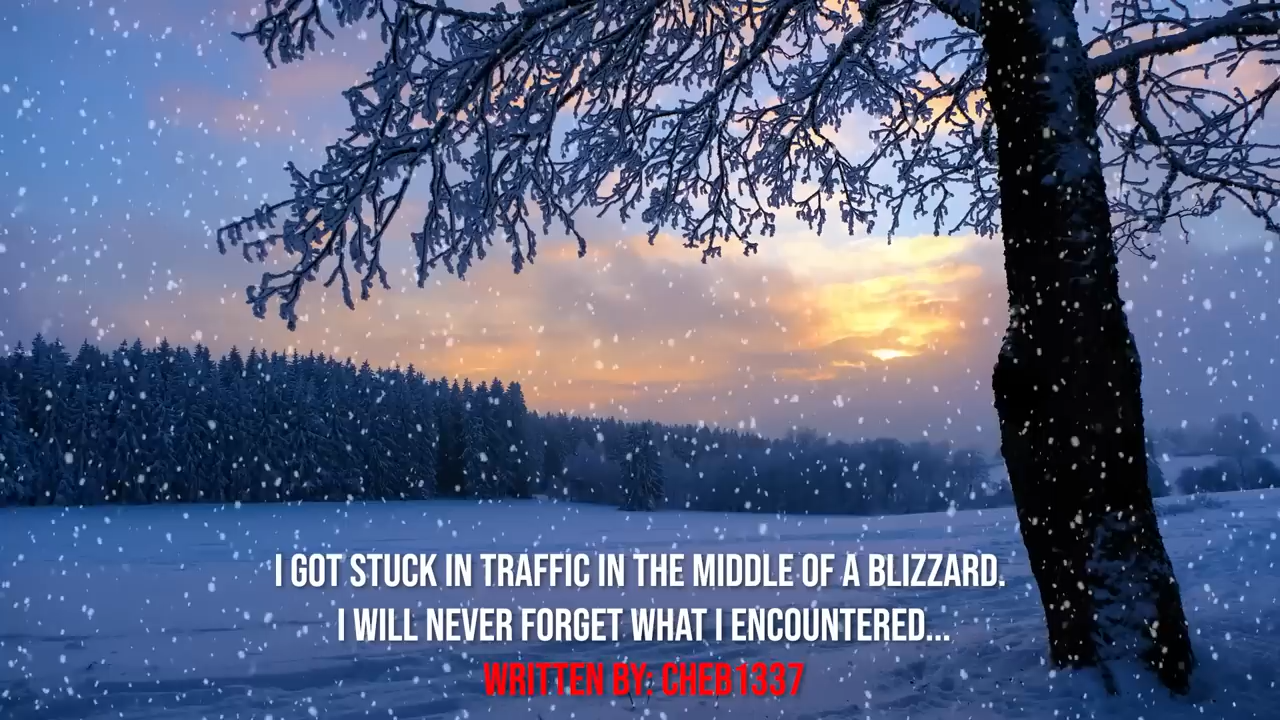 I GOT STUCK IN TRAFFIC IN THE MIDDLE OF A BLIZZARD.
I WILL NEVER FORGET WHAT I ENCOUNTERED...
WRITTEN BY: CHEB1337